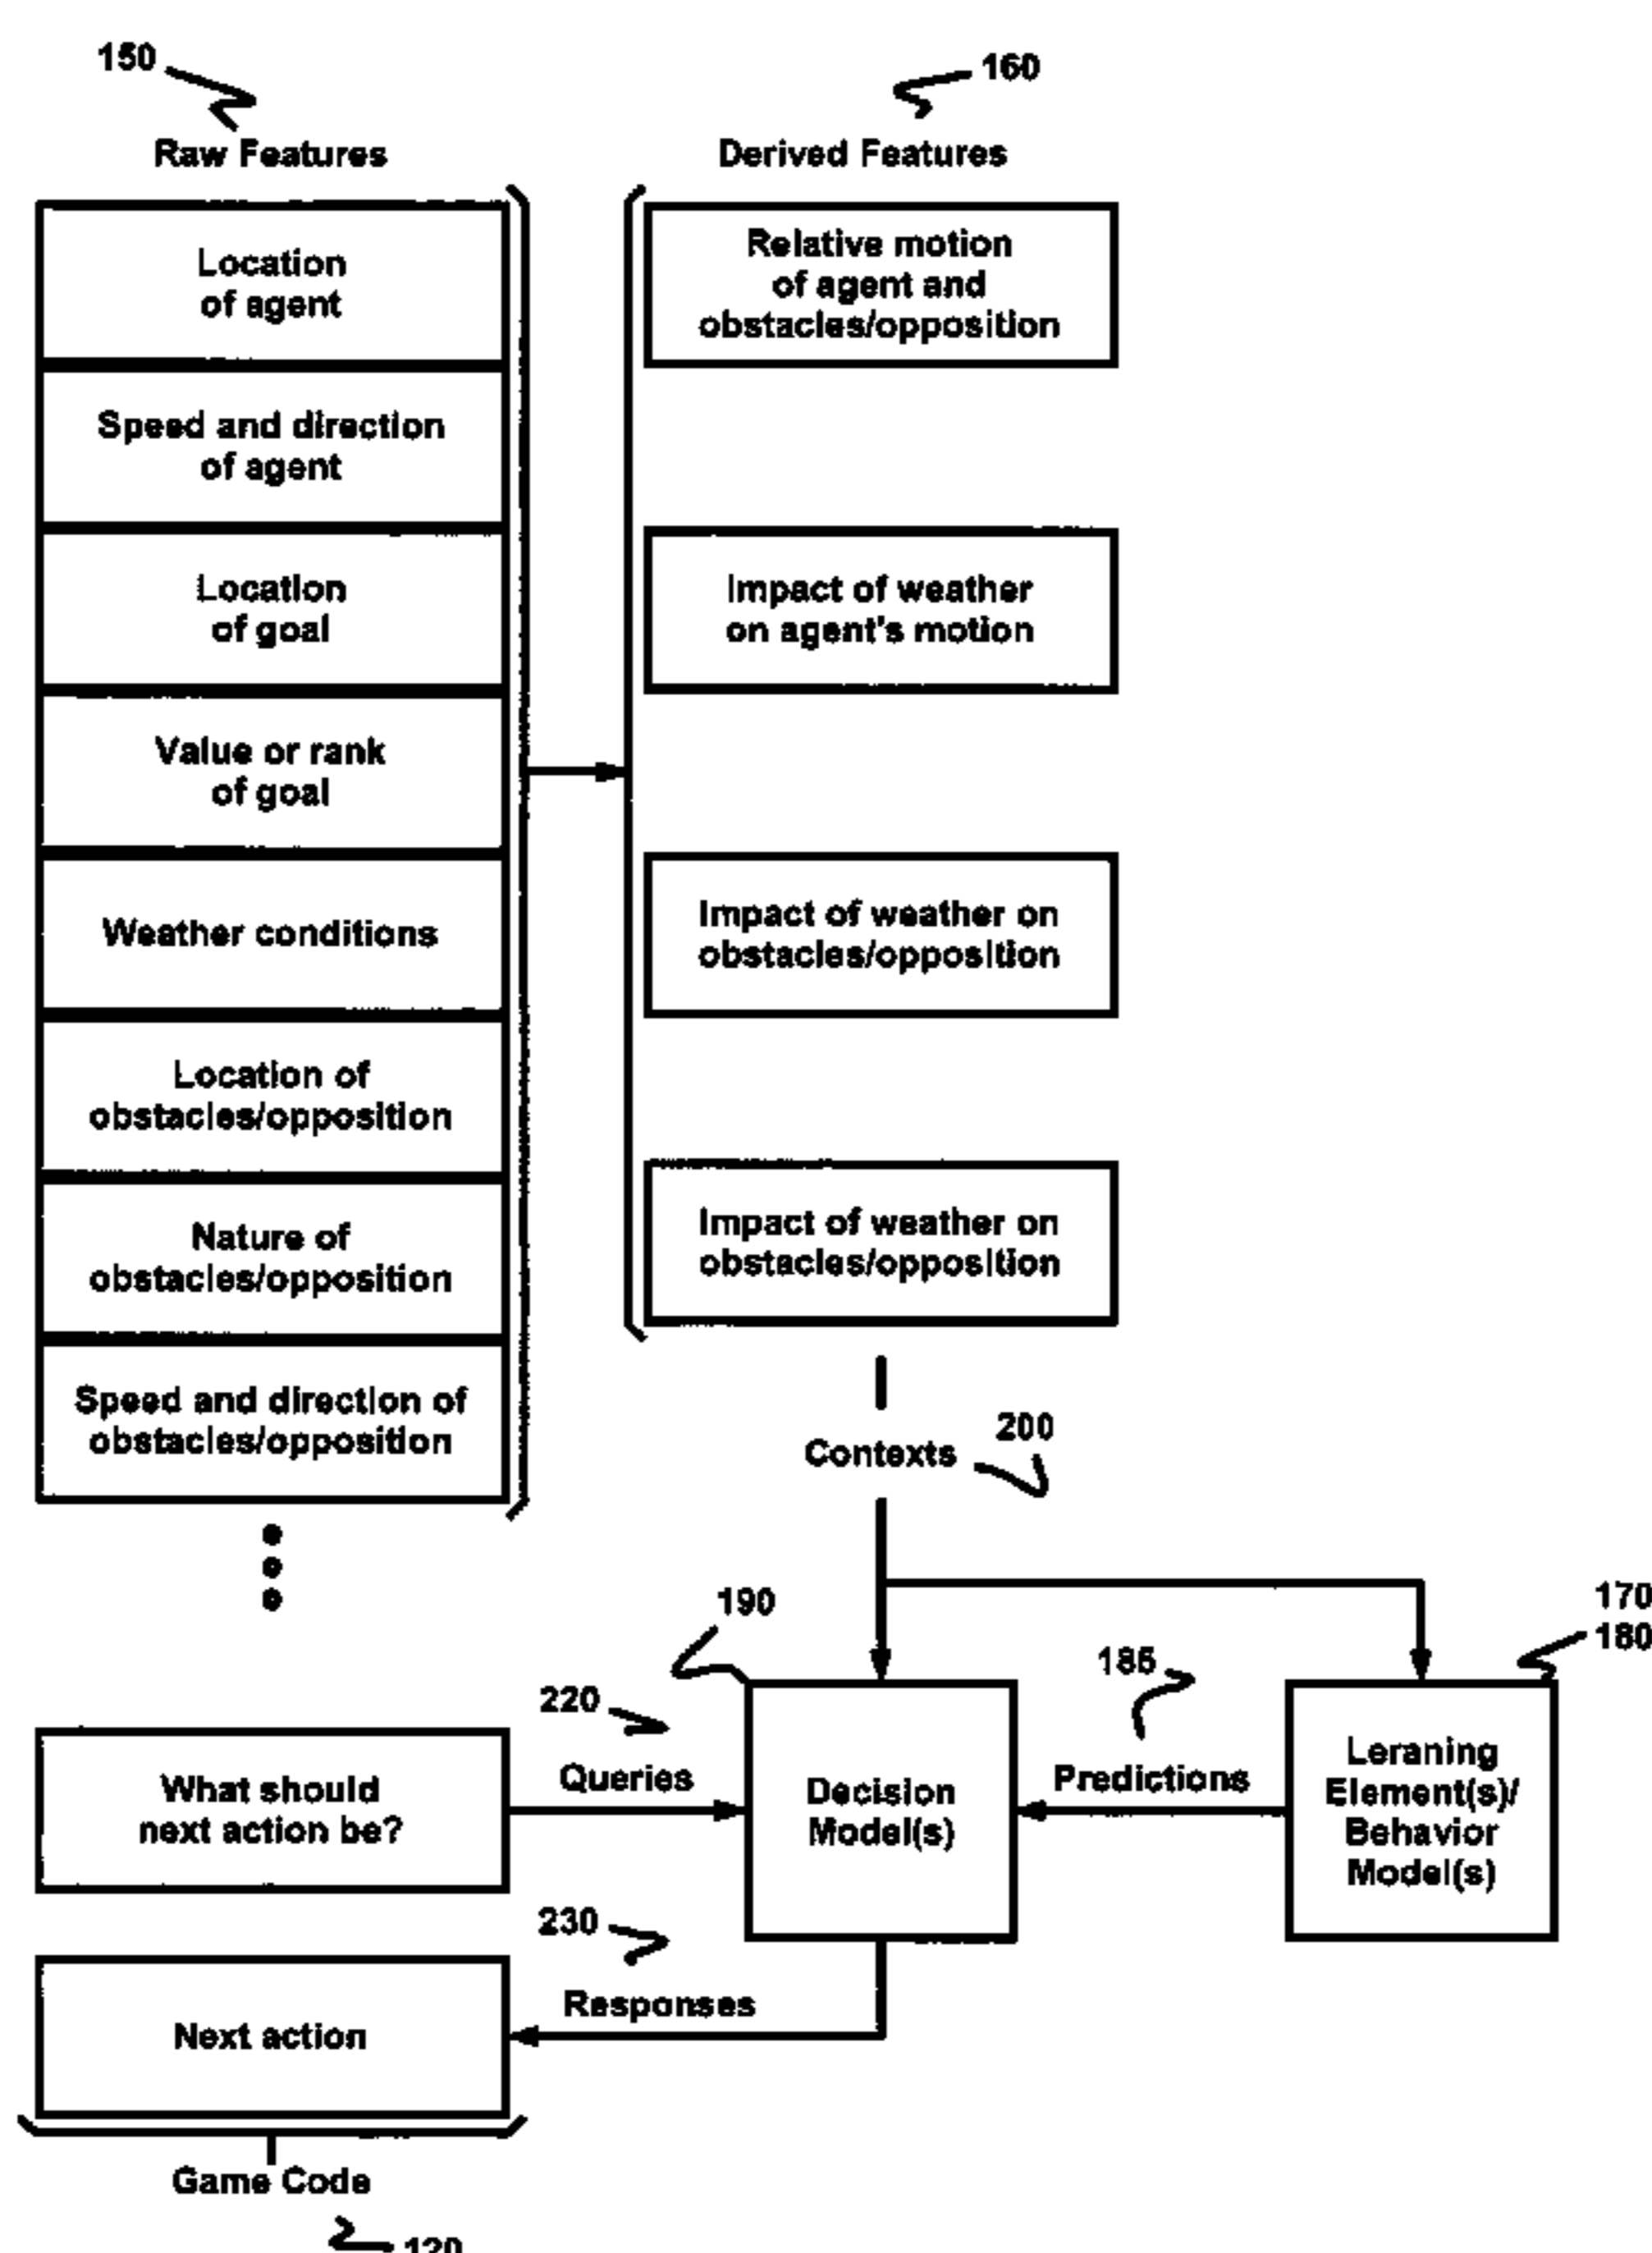 150
160
Raw Features
Derived Features
Location
of agent
Speed and direction
of agent
Location
of goal
Value or rank
of goal
Weather conditions
Location of
obstacles/opposition
Nature of
obstacles/opposition
Speed and direction of
obstacles/opposition
Relative motion
of agent and
obstacles/opposition
Impact of weather
on agent's motion
Impact of weather on
obstacles/opposition
Impact of weather on
obstacles/opposition
Contexts
200
190
170
180
185
220
Queries
What should
next action be?
Decision
Model(s)
Predictions
Leraning
Element(s)/
Behavior
Model(s)
230
Responses
Next action
Game Code
120